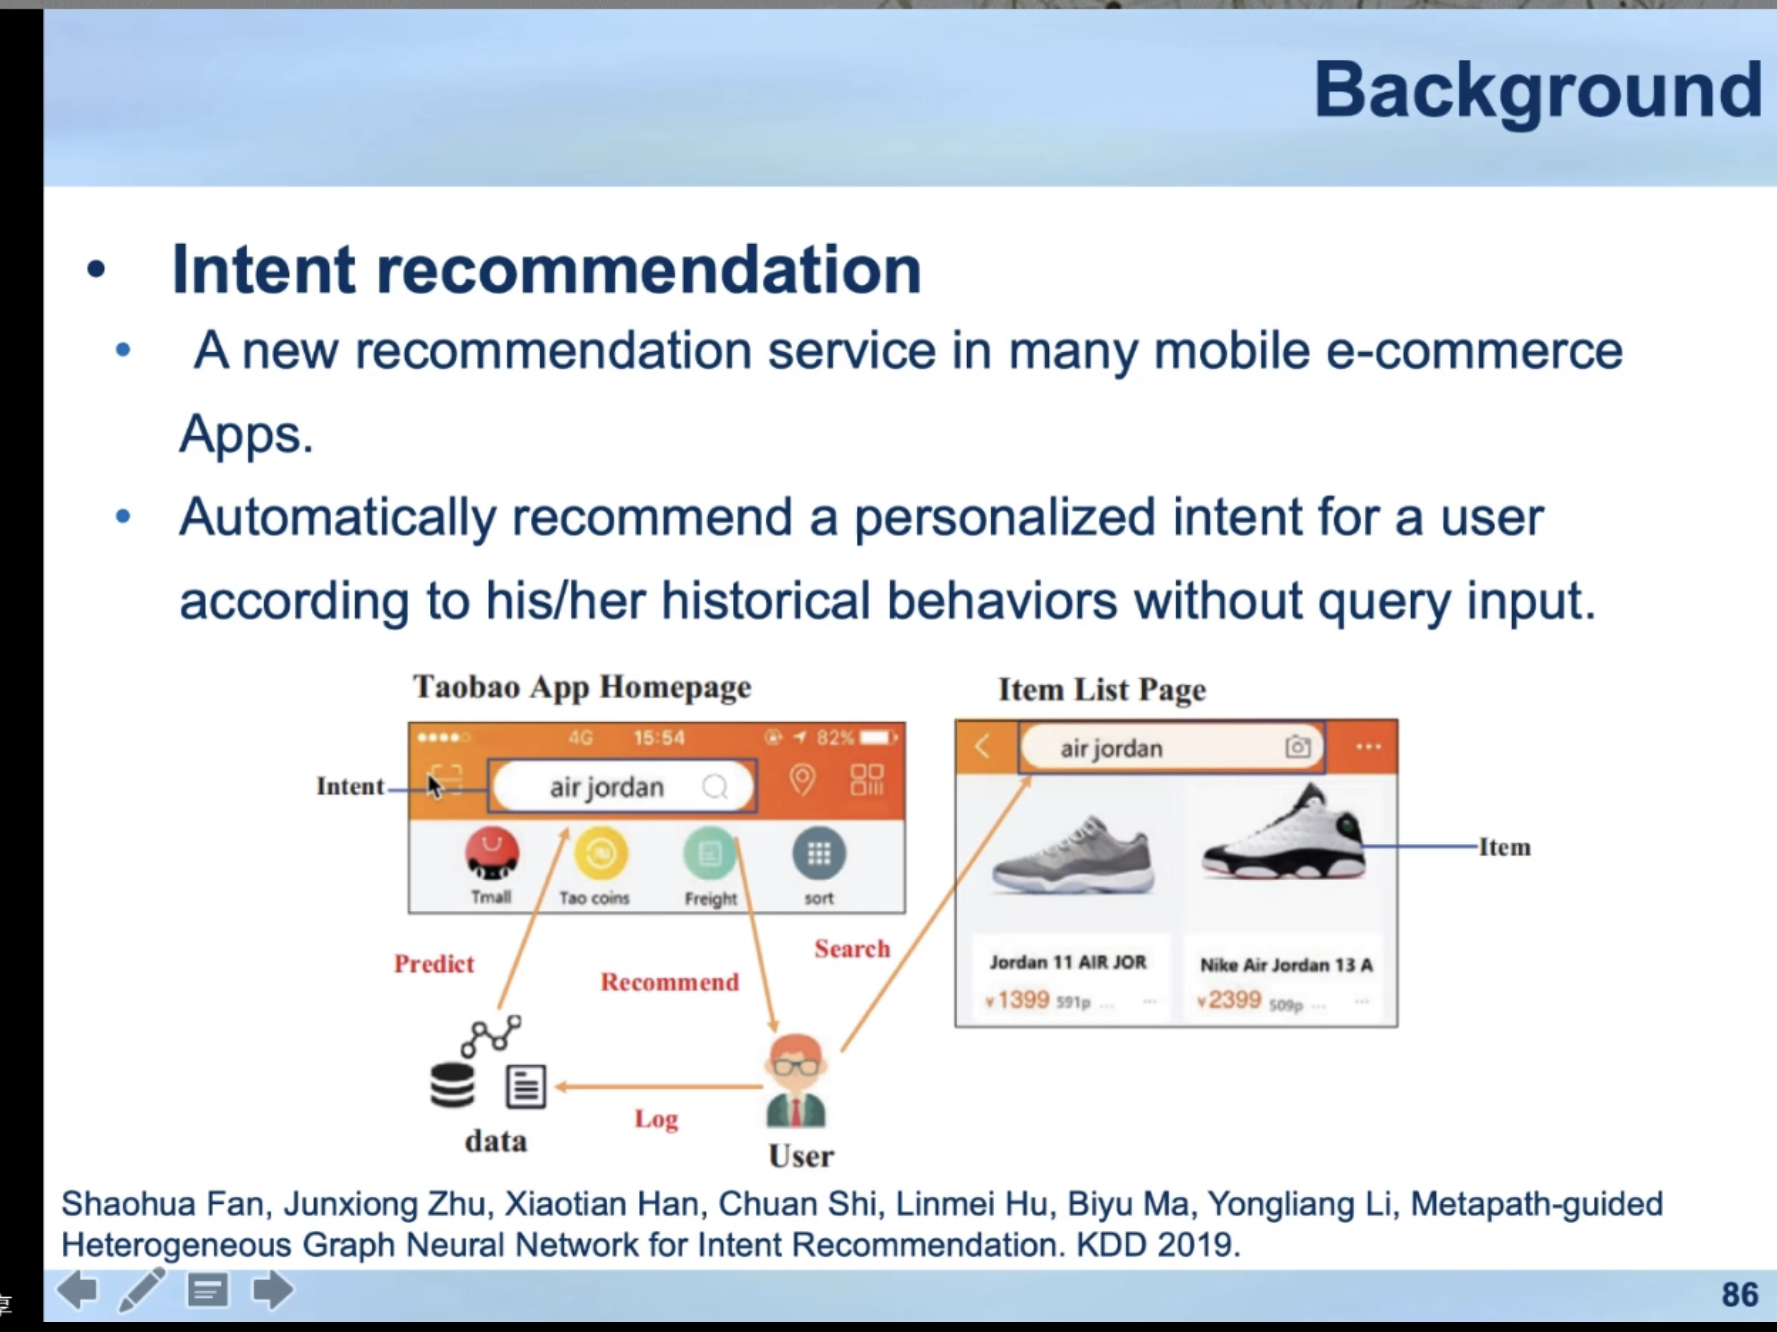 Background
• Intent recommendation
• A new recommendation service in many mobile e-commerce
Apps.
• Automatically recommend a personalized intent for a user
according to his/her historical behaviors without query input.
Taobao App Homepage
Item List Page
4G 15:54 82%
air jordan
Intent
Tmall Tao coins Freight sort
air jordan
Item
Jordan 11 AIR JOR
¥1399 591p ...
Nike Air Jordan 13 A
¥2399 509p ...
Predict
Recommend
Search
Log
data
User
Shaohua Fan, Junxiong Zhu, Xiaotian Han, Chuan Shi, Linmei Hu, Biyu Ma, Yongliang Li, Metapath-guided
Heterogeneous Graph Neural Network for Intent Recommendation. KDD 2019.
86